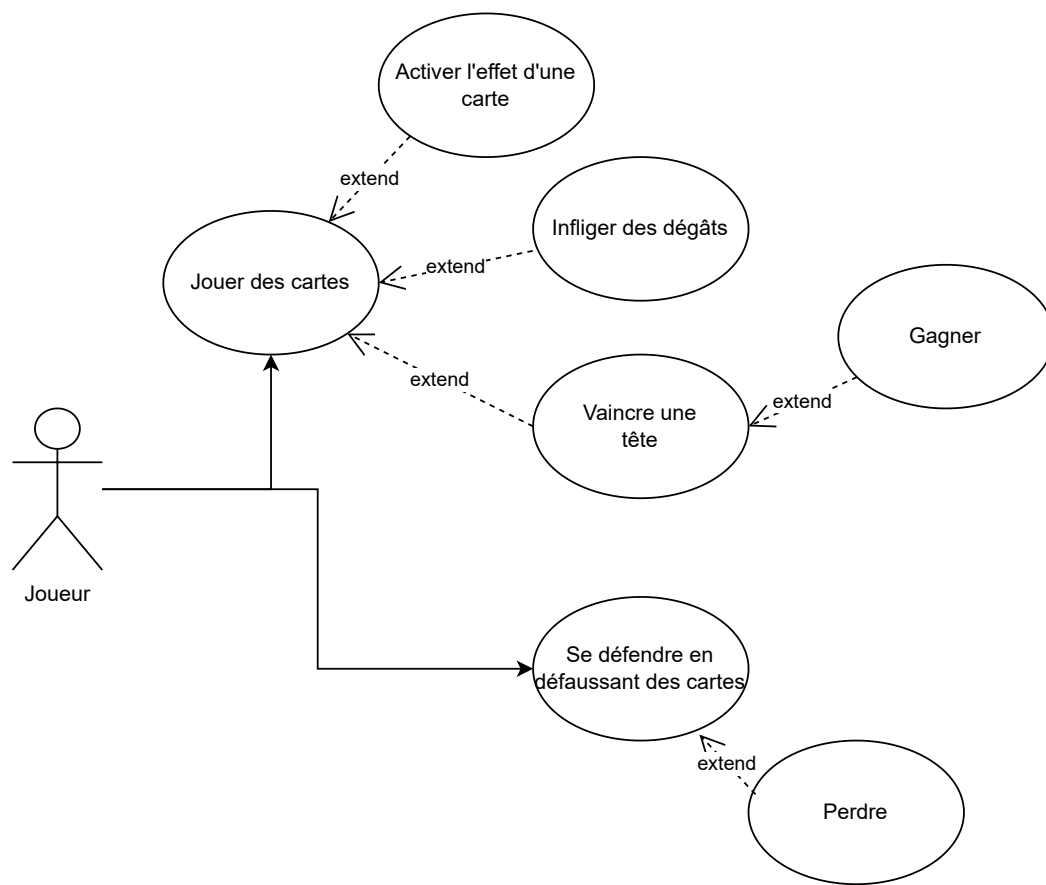 Activer l'effet d'une
carte
extend
Infliger des dégâts
extend
Jouer des cartes
Gagner
extend
extend
Vaincre une
tête
Joueur
Se défendre en
défaussant des cartes
extend
Perdre